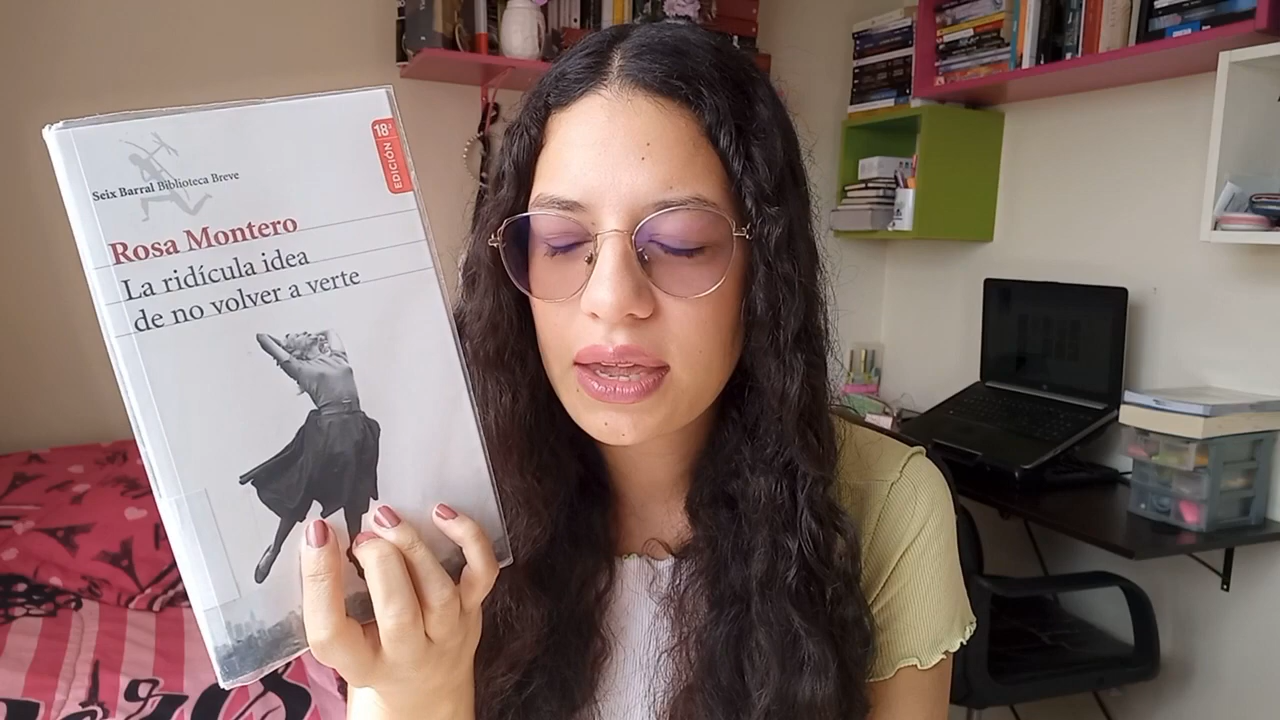 18ª
EDICIÓN
Seix Barral Biblioteca Breve
Rosa Montero
La ridícula idea
de no volver a verte